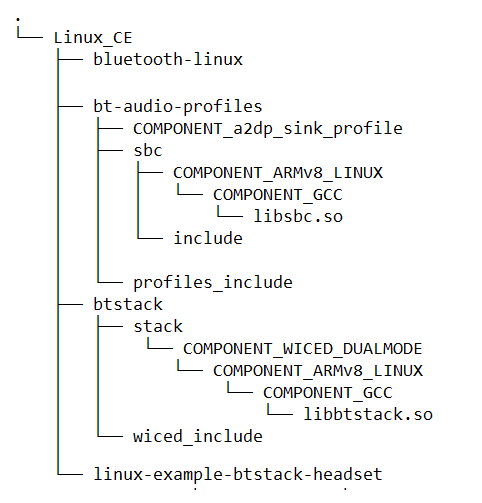 .
└── Linux_CE
├── bluetooth-linux
├── bt-audio-profiles
├── COMPONENT_a2dp_sink_profile
├── sbc
├── COMPONENT_ARMv8_LINUX
└── COMPONENT_GCC
└── libsbc.so
└── include
└── profiles_include
├── btstack
├── stack
└── COMPONENT_WICED_DUALMODE
└── COMPONENT_ARMv8_LINUX
└── COMPONENT_GCC
└── libbtstack.so
└── wiced_include
└── linux-example-btstack-headset